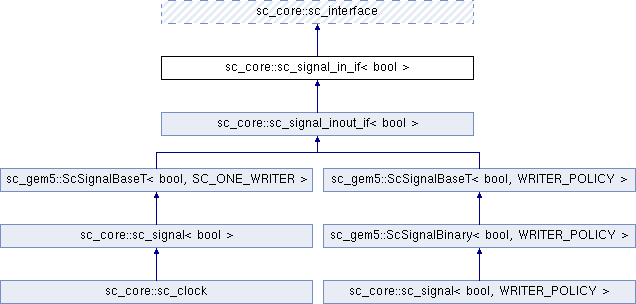 sc_core::sc_interface
sc_core::sc_signal_in_if< bool >
sc_core::sc_signal_inout_if< bool >
sc_gem5::ScSignalBaseT< bool, SC_ONE_WRITER >
sc_gem5::ScSignalBaseT< bool, WRITER_POLICY >
sc_core::sc_signal< bool >
sc_gem5::ScSignalBinary< bool, WRITER_POLICY >
sc_core::sc_clock
sc_core::sc_signal< bool, WRITER_POLICY >